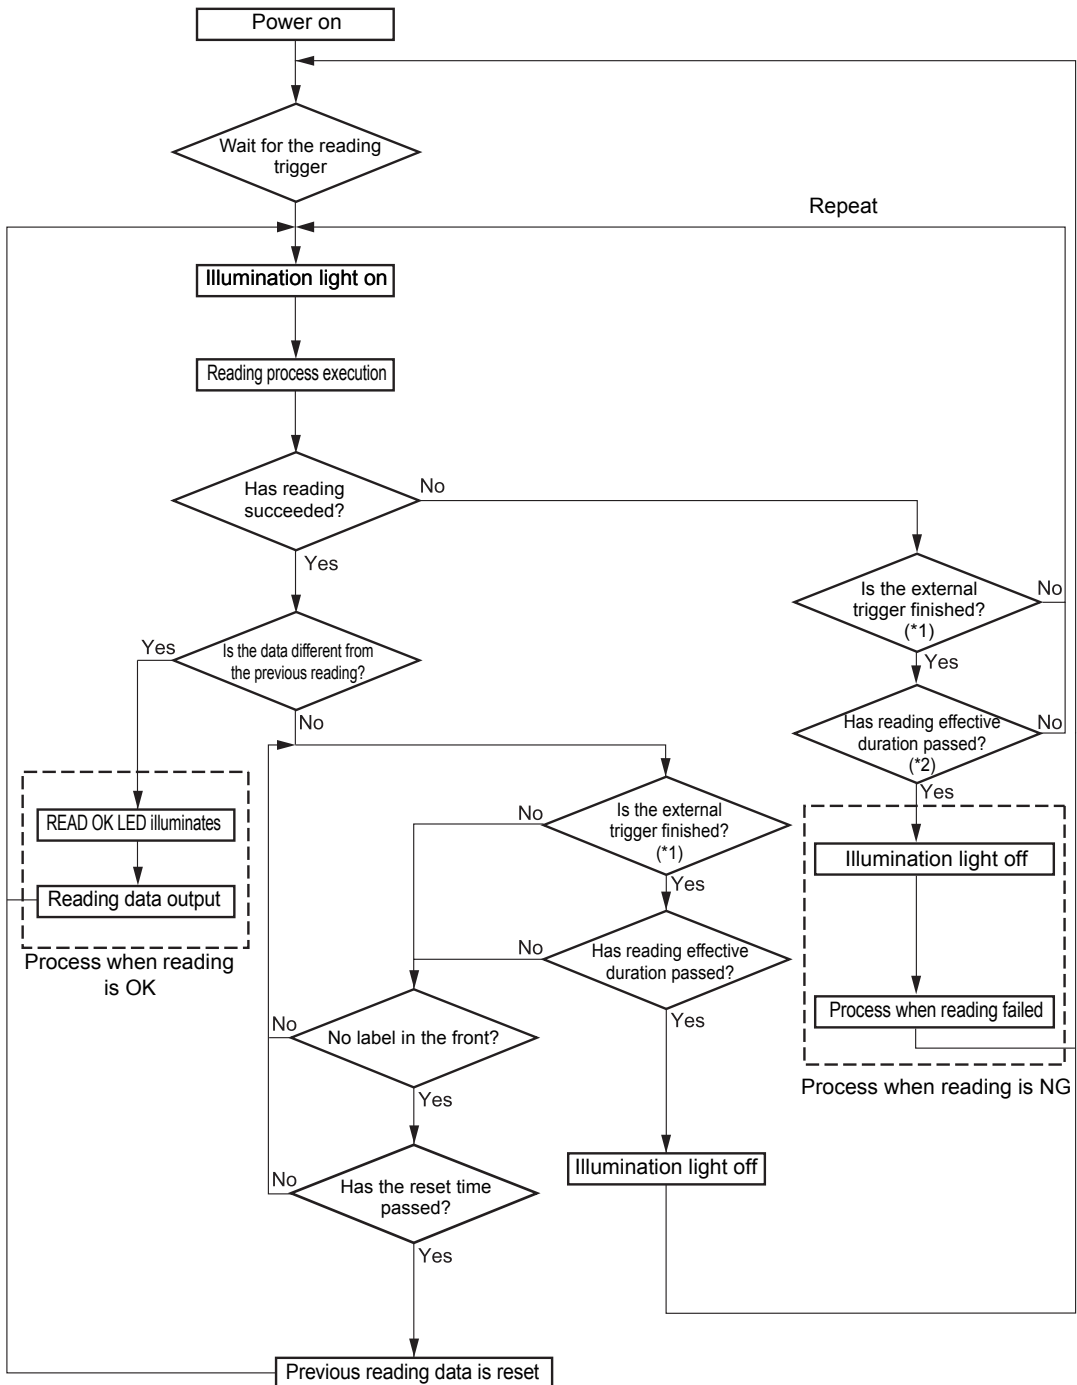 Power on
Wait for the reading
trigger
Repeat
Illumination light on
Reading process execution
Has reading
succeeded?
No
Yes
Is the external
trigger finished?
(*1)
No
Yes
Is the data different from
the previous reading?
Yes
No
Has reading effective
duration passed?
(*2)
No
Yes
READ OK LED illuminates
Reading data output
Process when reading
is OK
Is the external
trigger finished?
(*1)
No
Yes
Illumination light off
Process when reading failed
Process when reading is NG
Has reading effective
duration passed?
No
Yes
No label in the front?
No
Yes
Illumination light off
Has the reset time
passed?
No
Yes
Previous reading data is reset